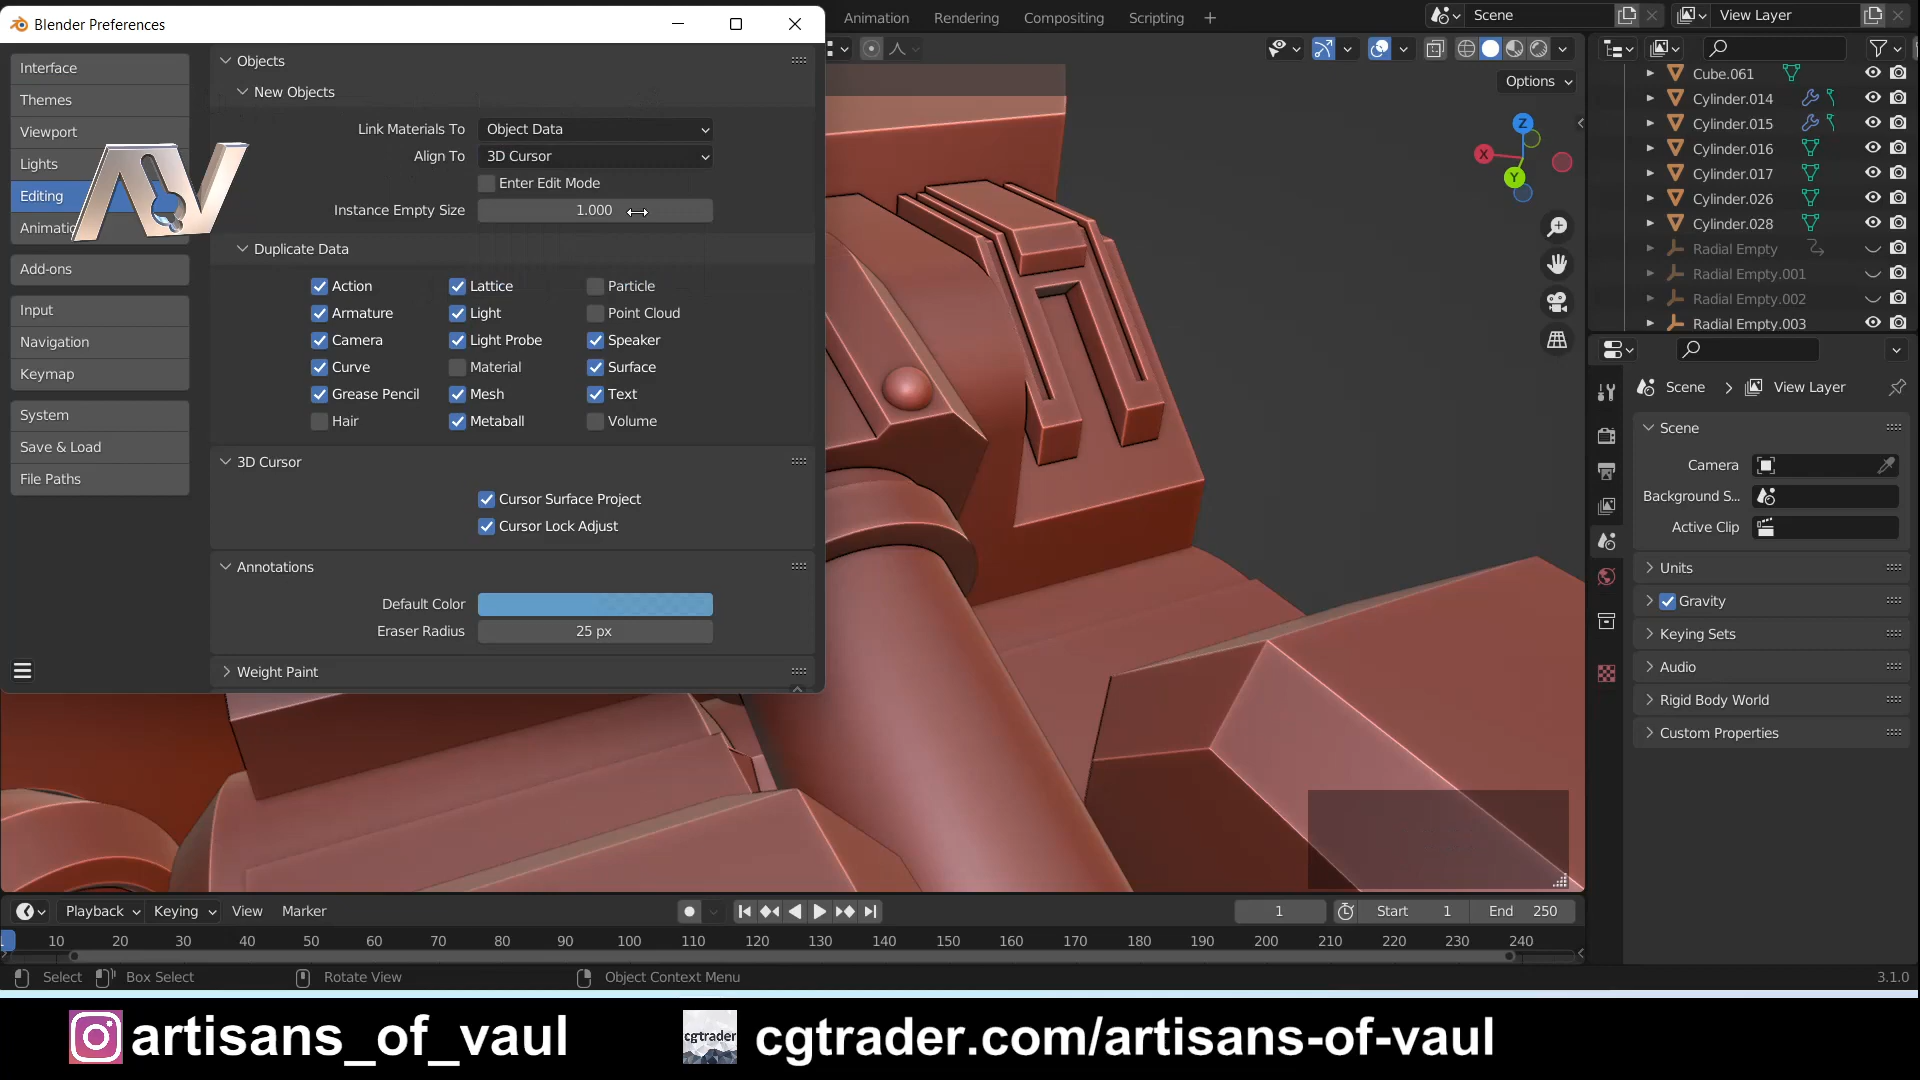 Blender Preferences
Interface
Themes
Viewport
Lights
Editing
Animatio
Add-ons
Input
Navigation
Keymap
System
Save & Load
File Paths
AV
Objects
New Objects
Link Materials To Object Data
Align To 3D Cursor
Enter Edit Mode
Instance Empty Size 1.000
Duplicate Data
Action Lattice Particle
Armature Light Point Cloud
Camera Light Probe Speaker
Curve Material Surface
Grease Pencil Mesh Text
Hair Metaball Volume
3D Cursor
Cursor Surface Project
Cursor Lock Adjust
Annotations
Default Color
Eraser Radius 25 px
Weight Paint
Animation Rendering Compositing Scripting
Scene View Layer
Options
Z
X
Y
Cube.061
Cylinder.014
Cylinder.015
Cylinder.016
Cylinder.017
Cylinder.026
Cylinder.028
Radial Empty
Radial Empty.001
Radial Empty.002
Radial Empty.003
Scene View Layer
Scene
Camera
Background S...
Active Clip
Units
Gravity
Keying Sets
Audio
Rigid Body World
Custom Properties
Playback Keying View Marker
1 Start 1 End 250
1 10 20 30 40 50 60 70 80 90 100 110 120 130 140 150 160 170 180 190 200 210 220 230 240
Select Box Select Rotate View Object Context Menu 3.1.0
artisans_of_vaul cgtrader cgtrader.com/artisans-of-vaul